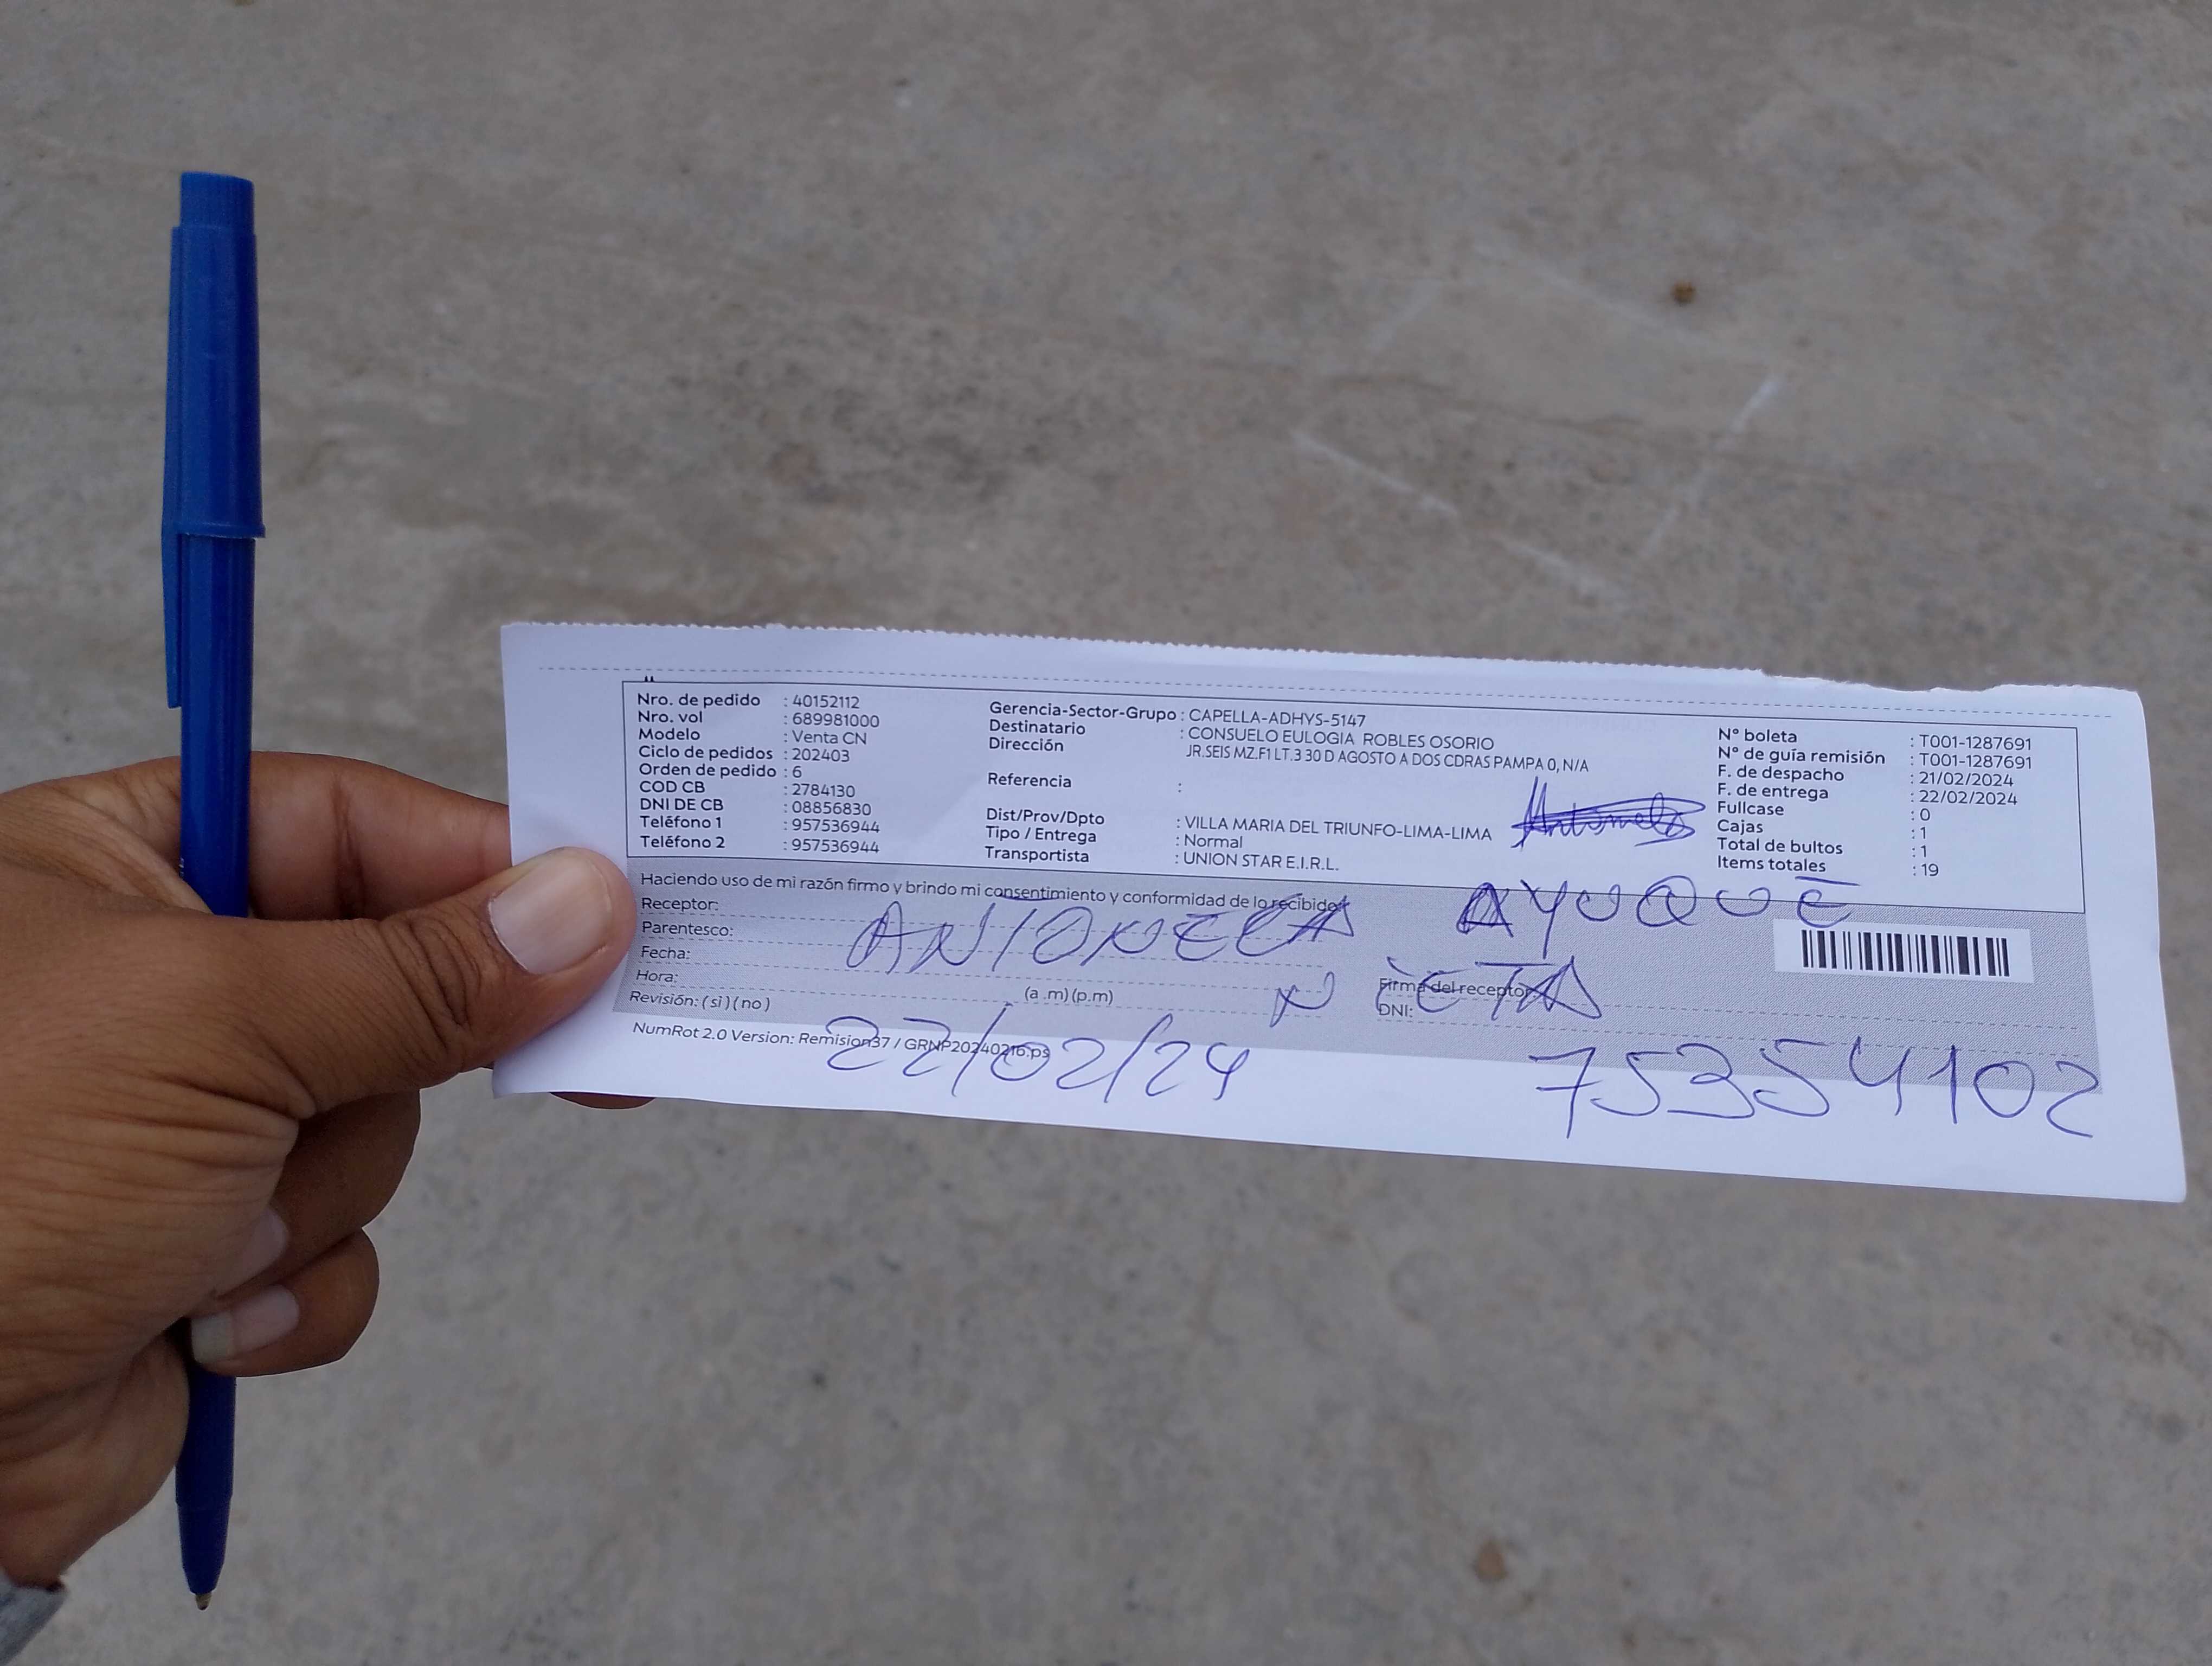 Nro. de pedido : 40152112
Nro. vol : 689981000
Modelo : Venta CN
Ciclo de pedidos : 202403
Orden de pedido : 6
COD CB : 2784130
DNI DE CB : 08856830
Teléfono 1 : 957536944
Teléfono 2 : 957536944
Gerencia-Sector-Grupo : CAPELLA-ADHYS-5147
Destinatario : CONSUELO EULOGIA ROBLES OSORIO
Dirección JR.SEIS MZ.F1 LT.3 30 D AGOSTO A DOS CDRAS PAMPA 0, N/A
Referencia :
Dist/Prov/Dpto : VILLA MARIA DEL TRIUNFO-LIMA-LIMA
Tipo / Entrega : Normal
Transportista : UNION STAR E.I.R.L.
Antonela
N° boleta : T001-1287691
N° de guía remisión : T001-1287691
F. de despacho : 21/02/2024
F. de entrega : 22/02/2024
Fullcase : 0
Cajas : 1
Total de bultos : 1
Items totales : 19
Haciendo uso de mi razón firmo y brindo mi consentimiento y conformidad de lo recibido
Receptor: ANTONELLA AYUQUE
Parentesco: NIETA
Fecha:
Hora: (a .m) (p.m)
Firma del receptor
DNI:
Revisión: ( si ) ( no )
22/02/24 75354102
NumRot 2.0 Version: Remision37 / GRNP20240216.ps